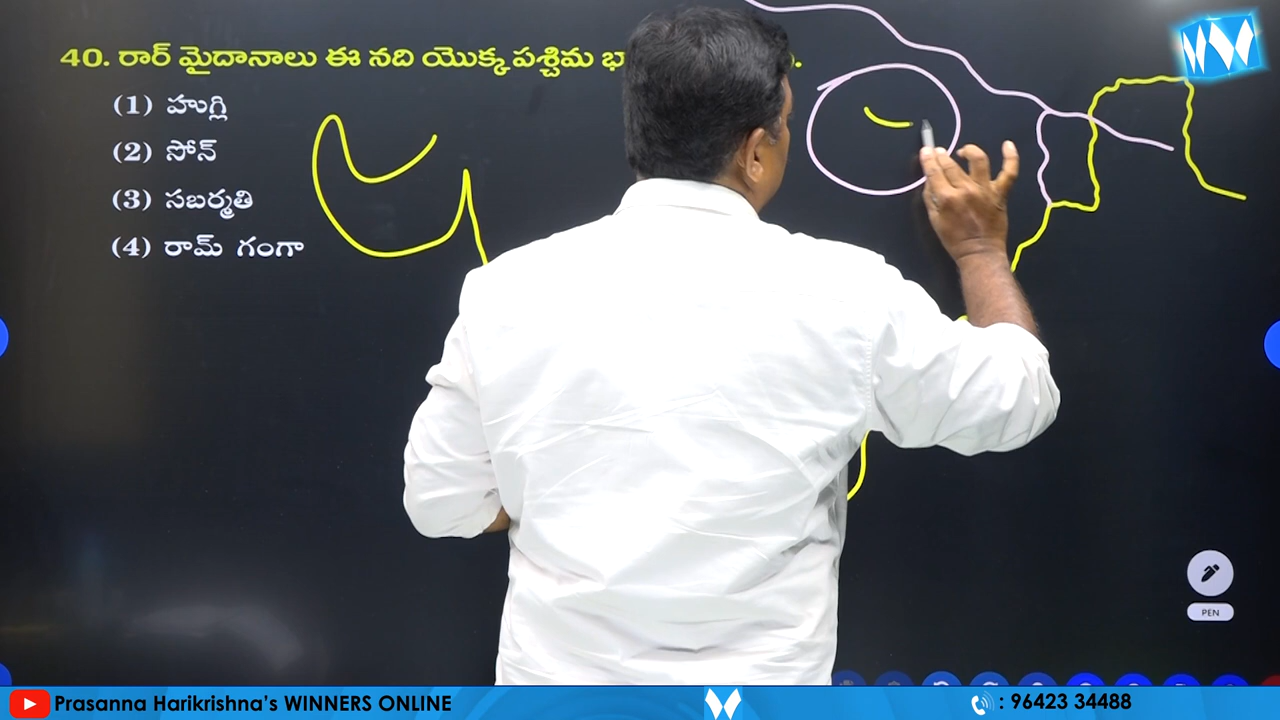 40. రార్ మైదానాలు ఈ నది యొక్క పశ్చిమ
(1) హుగ్లి
(2) సోన్
(3) సబర్మతి
(4) రామ్ గంగా
W
PEN
Prasanna Harikrishna's WINNERS ONLINE
: 96423 34488